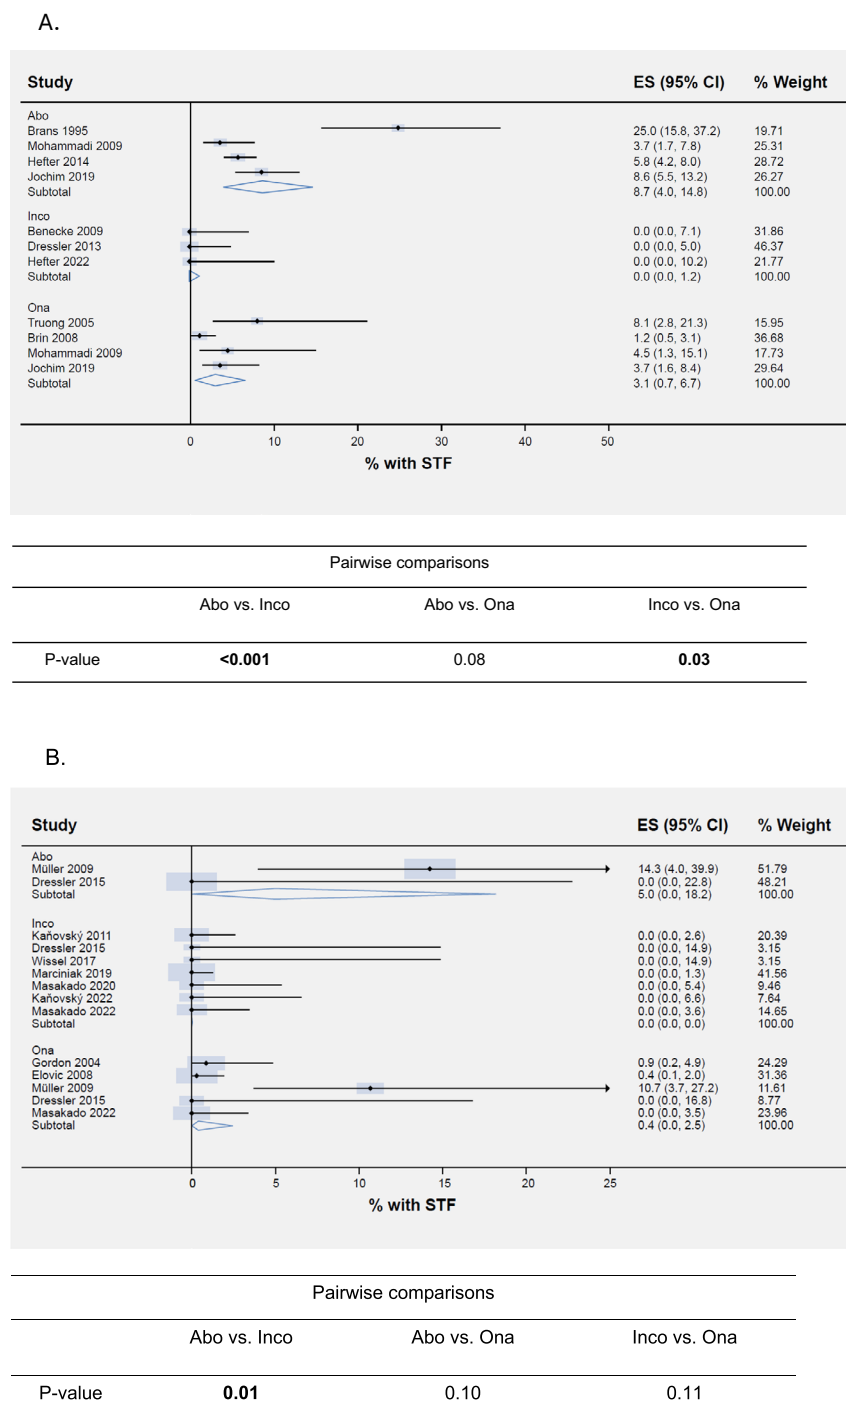 A.
Study ES (95% CI) % Weight
Abo
Brans 1995 25.0 (15.8, 37.2) 19.71
Mohammadi 2009 3.7 (1.7, 7.8) 25.31
Hefter 2014 5.8 (4.2, 8.0) 28.72
Jochim 2019 8.6 (5.5, 13.2) 26.27
Subtotal 8.7 (4.0, 14.8) 100.00
Inco
Benecke 2009 0.0 (0.0, 7.1) 31.86
Dressler 2013 0.0 (0.0, 5.0) 46.37
Hefter 2022 0.0 (0.0, 10.2) 21.77
Subtotal 0.0 (0.0, 1.2) 100.00
Ona
Truong 2005 8.1 (2.8, 21.3) 15.95
Brin 2008 1.2 (0.5, 3.1) 36.68
Mohammadi 2009 4.5 (1.3, 15.1) 17.73
Jochim 2019 3.7 (1.6, 8.4) 29.64
Subtotal 3.1 (0.7, 6.7) 100.00
0 10 20 30 40 50
% with STF
Pairwise comparisons
Abo vs. Inco Abo vs. Ona Inco vs. Ona
P-value <0.001 0.08 0.03
B.
Study ES (95% CI) % Weight
Abo
Müller 2009 14.3 (4.0, 39.9) 51.79
Dressler 2015 0.0 (0.0, 22.8) 48.21
Subtotal 5.0 (0.0, 18.2) 100.00
Inco
Kaňovský 2011 0.0 (0.0, 2.6) 20.39
Dressler 2015 0.0 (0.0, 14.9) 3.15
Wissel 2017 0.0 (0.0, 14.9) 3.15
Marciniak 2019 0.0 (0.0, 1.3) 41.56
Masakado 2020 0.0 (0.0, 5.4) 9.46
Kaňovský 2022 0.0 (0.0, 6.6) 7.64
Masakado 2022 0.0 (0.0, 3.6) 14.65
Subtotal 0.0 (0.0, 0.0) 100.00
Ona
Gordon 2004 0.9 (0.2, 4.9) 24.29
Elovic 2008 0.4 (0.1, 2.0) 31.36
Müller 2009 10.7 (3.7, 27.2) 11.61
Dressler 2015 0.0 (0.0, 16.8) 8.77
Masakado 2022 0.0 (0.0, 3.5) 23.96
Subtotal 0.4 (0.0, 2.5) 100.00
0 5 10 15 20 25
% with STF
Pairwise comparisons
Abo vs. Inco Abo vs. Ona Inco vs. Ona
P-value 0.01 0.10 0.11